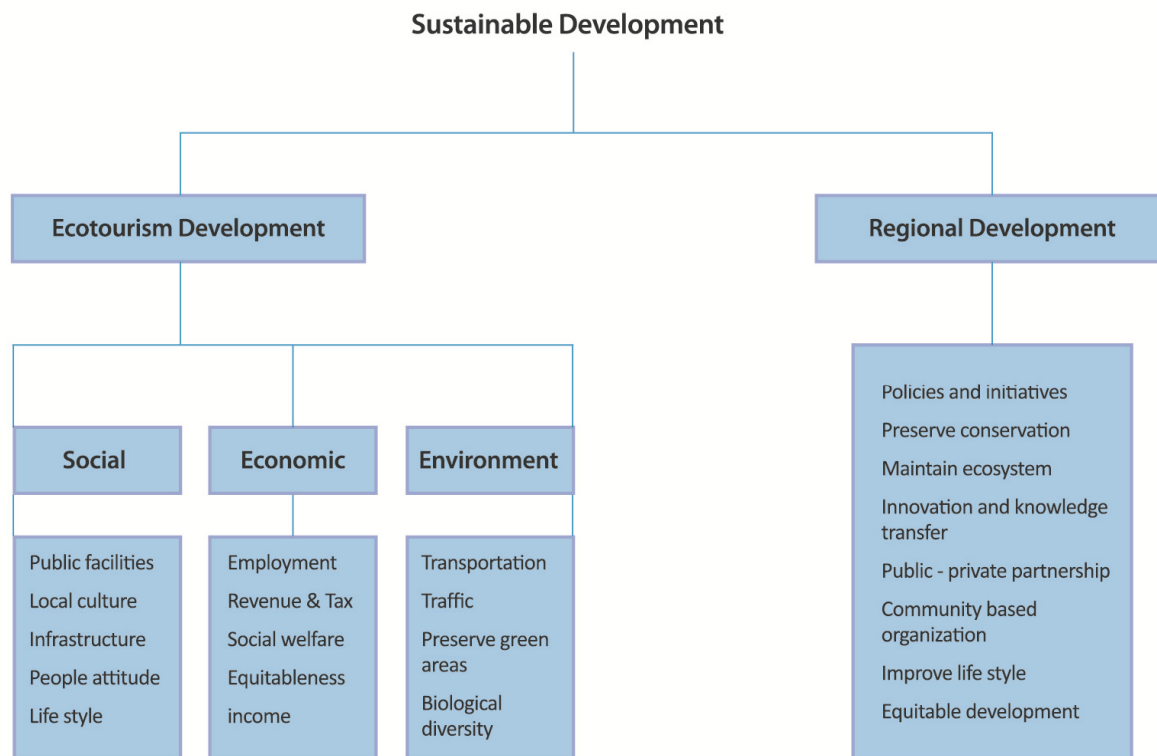 Sustainable Development
Ecotourism Development
Regional Development
Social
Economic
Environment
Public facilities
Local culture
Infrastructure
People attitude
Life style
Employment
Revenue & Tax
Social welfare
Equitableness
income
Transportation
Traffic
Preserve green
areas
Biological
diversity
Policies and initiatives
Preserve conservation
Maintain ecosystem
Innovation and knowledge
transfer
Public - private partnership
Community based
organization
Improve life style
Equitable development